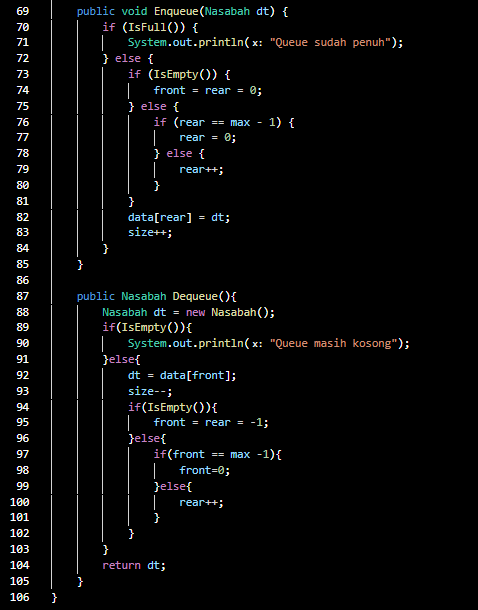 69 public void Enqueue(Nasabah dt) {
70 if (IsFull()) {
71 System.out.println(x: "Queue sudah penuh");
72 } else {
73 if (IsEmpty()) {
74 front = rear = 0;
75 } else {
76 if (rear == max - 1) {
77 rear = 0;
78 } else {
79 rear++;
80 }
81 }
82 data[rear] = dt;
83 size++;
84 }
85 }
86
87 public Nasabah Dequeue(){
88 Nasabah dt = new Nasabah();
89 if(IsEmpty()){
90 System.out.println(x: "Queue masih kosong");
91 }else{
92 dt = data[front];
93 size--;
94 if(IsEmpty()){
95 front = rear = -1;
96 }else{
97 if(front == max -1){
98 front=0;
99 }else{
100 rear++;
101 }
102 }
103 }
104 return dt;
105 }
106 }